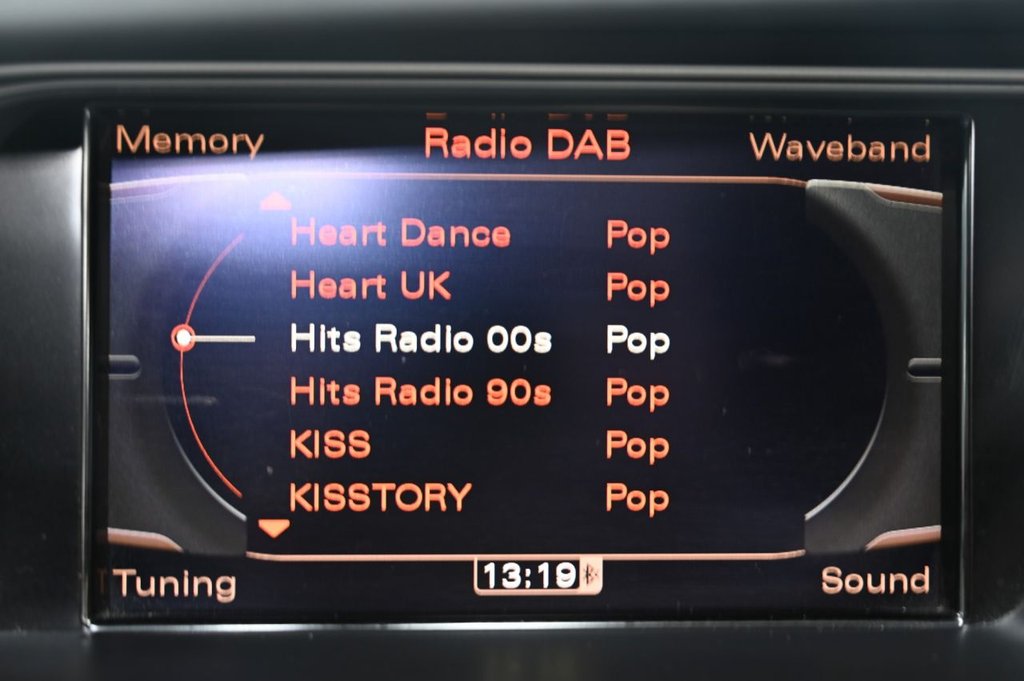 Memory Radio DAB Waveband
Heart Dance Pop
Heart UK Pop
Hits Radio 00s Pop
Hits Radio 90s Pop
KISS Pop
KISSTORY Pop
Tuning 13:19 Sound